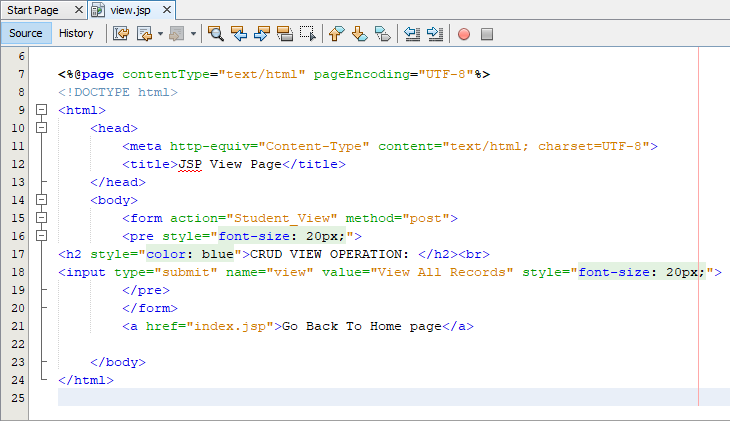 Start Page
view.jsp
Source History
6
7 <%@page contentType="text/html" pageEncoding="UTF-8"%>
8 <!DOCTYPE html>
9 <html>
10     <head>
11         <meta http-equiv="Content-Type" content="text/html; charset=UTF-8">
12         <title>JSP View Page</title>
13     </head>
14     <body>
15         <form action="Student_View" method="post">
16         <pre style="font-size: 20px;">
17 <h2 style="color: blue">CRUD VIEW OPERATION: </h2><br>
18 <input type="submit" name="view" value="View All Records" style="font-size: 20px;">
19         </pre>
20         </form>
21         <a href="index.jsp">Go Back To Home page</a>
22
23     </body>
24 </html>
25